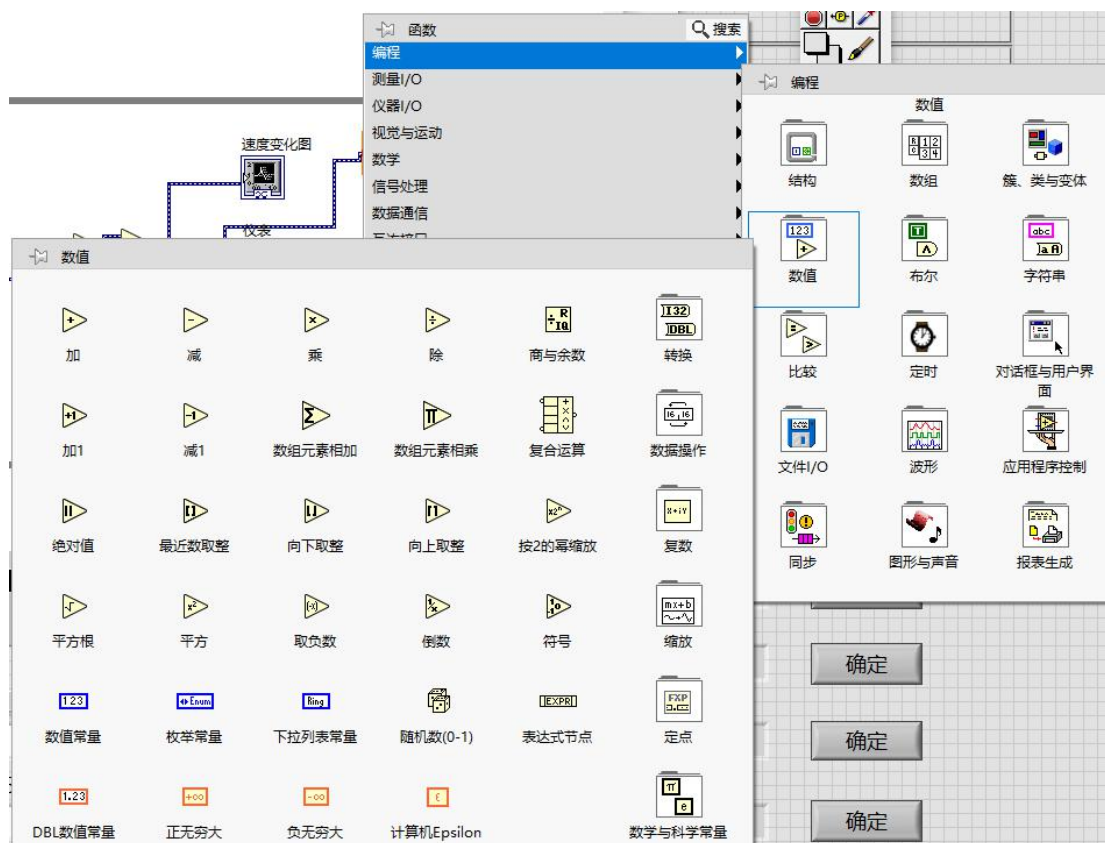 函数
搜索
编程
测量I/O
仪器I/O
视觉与运动
数学
信号处理
数据通信
速度变化图
仪表
编程
数值
结构
数组
簇、类与变体
数值
布尔
字符串
比较
定时
对话框与用户界
面
文件I/O
波形
应用程序控制
同步
图形与声音
报表生成
数值
加
减
乘
除
商与余数
转换
加1
减1
数组元素相加
数组元素相乘
复合运算
数据操作
绝对值
最近数取整
向下取整
向上取整
按2的幂缩放
复数
平方根
平方
取负数
倒数
符号
缩放
数值常量
枚举常量
下拉列表常量
随机数(0-1)
表达式节点
定点
DBL数值常量
正无穷大
负无穷大
计算机Epsilon
数学与科学常量
确定
确定
确定